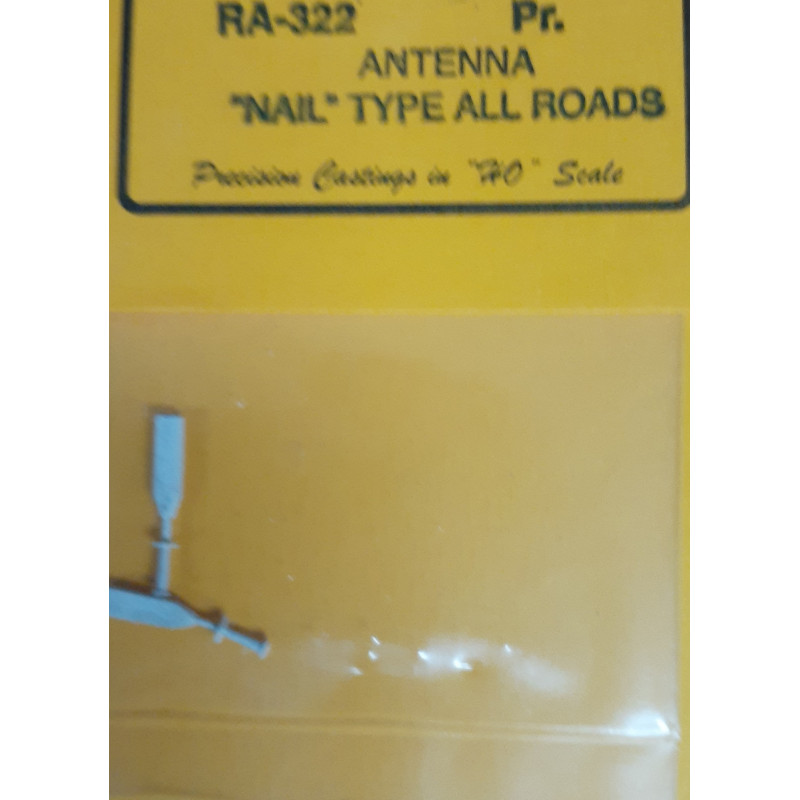 RA-322 Pr.
ANTENNA
"NAIL" TYPE ALL ROADS
Precision Castings in "HO" Scale